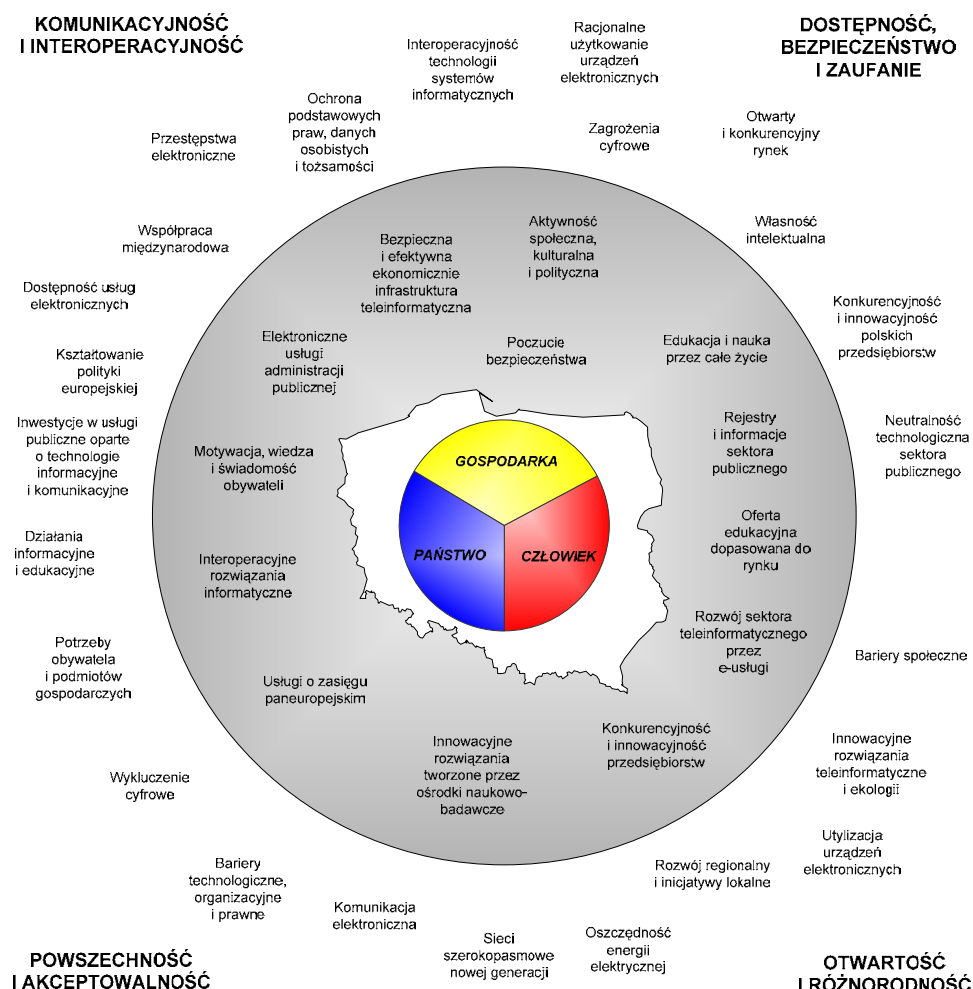 KOMUNIKACYJNOŚĆ
I INTEROPERACYJNOŚĆ
DOSTĘPNOŚĆ,
BEZPIECZEŃSTWO
I ZAUFANIE
Racjonalne
użytkowanie
urządzeń
elektronicznych
Interoperacyjność
technologii
systemów
informatycznych
Ochrona
podstawowych
praw, danych
osobistych
i tożsamości
Przestępstwa
elektroniczne
Zagrożenia
cyfrowe
Otwarty
i konkurencyjny
rynek
Współpraca
międzynarodowa
Własność
intelektualna
Dostępność usług
elektronicznych
Konkurencyjność
i innowacyjność
polskich
przedsiębiorstw
Kształtowanie
polityki
europejskiej
Inwestycje w usługi
publiczne oparte
o technologie
informacyjne
i komunikacyjne
Neutralność
technologiczna
sektora
publicznego
Działania
informacyjne
i edukacyjne
Potrzeby
obywatela
i podmiotów
gospodarczych
Bariery społeczne
Wykluczenie
cyfrowe
Innowacyjne
rozwiązania
teleinformatyczne
i ekologii
Utylizacja
urządzeń
elektronicznych
Bariery
technologiczne,
organizacyjne
i prawne
Rozwój regionalny
i inicjatywy lokalne
Komunikacja
elektroniczna
Sieci
szerokopasmowe
nowej generacji
Oszczędność
energii
elektrycznej
Aktywność
społeczna,
kulturalna
i polityczna
Bezpieczna
i efektywna
ekonomicznie
infrastruktura
teleinformatyczna
Elektroniczne
usługi
administracji
publicznej
Poczucie
bezpieczeństwa
Edukacja i nauka
przez całe życie
Motywacja, wiedza
i świadomość
obywateli
Rejestry
i informacje
sektora
publicznego
Interoperacyjne
rozwiązania
informatyczne
Oferta
edukacyjna
dopasowana do
rynku
Rozwój sektora
teleinformatycznego
przez
e-usługi
Usługi o zasięgu
paneuropejskim
Konkurencyjność
i innowacyjność
przedsiębiorstw
Innowacyjne
rozwiązania
tworzone przez
ośrodki naukowo-
badawcze
GOSPODARKA
PAŃSTWO
CZŁOWIEK
POWSZECHNOŚĆ
I AKCEPTOWALNOŚĆ
OTWARTOŚĆ
I RÓŻNORODNOŚĆ